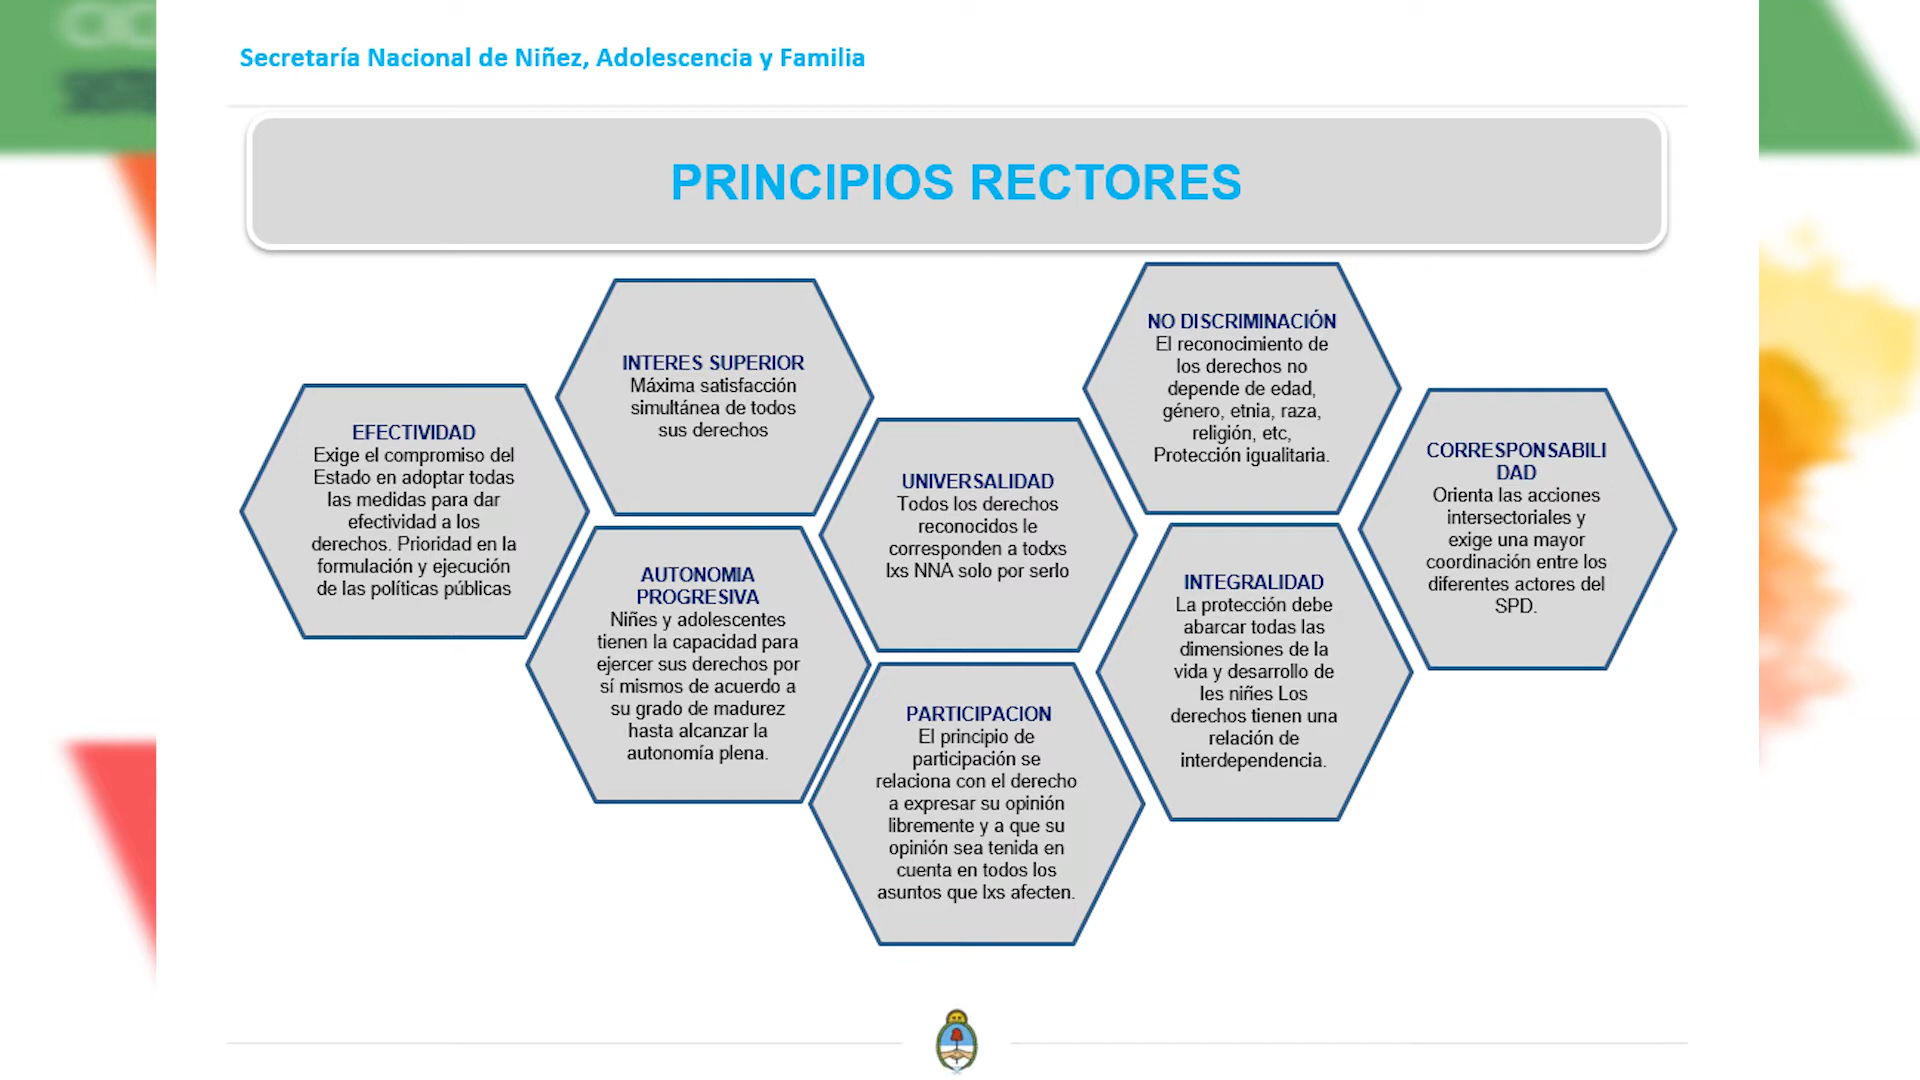 Secretaría Nacional de Niñez, Adolescencia y Familia
PRINCIPIOS RECTORES
EFECTIVIDAD
Exige el compromiso del
Estado en adoptar todas
las medidas para dar
efectividad a los
derechos. Prioridad en la
formulación y ejecución
de las políticas públicas
INTERES SUPERIOR
Máxima satisfacción
simultánea de todos
sus derechos
AUTONOMIA
PROGRESIVA
Niñes y adolescentes
tienen la capacidad para
ejercer sus derechos por
sí mismos de acuerdo a
su grado de madurez
hasta alcanzar la
autonomía plena.
UNIVERSALIDAD
Todos los derechos
reconocidos le
corresponden a todxs
lxs NNA solo por serlo
PARTICIPACION
El principio de
participación se
relaciona con el derecho
a expresar su opinión
libremente y a que su
opinión sea tenida en
cuenta en todos los
asuntos que lxs afecten.
NO DISCRIMINACIÓN
El reconocimiento de
los derechos no
depende de edad,
género, etnia, raza,
religión, etc,
Protección igualitaria.
INTEGRALIDAD
La protección debe
abarcar todas las
dimensiones de la
vida y desarrollo de
les niñes Los
derechos tienen una
relación de
interdependencia.
CORRESPONSABILI
DAD
Orienta las acciones
intersectoriales y
exige una mayor
coordinación entre los
diferentes actores del
SPD.